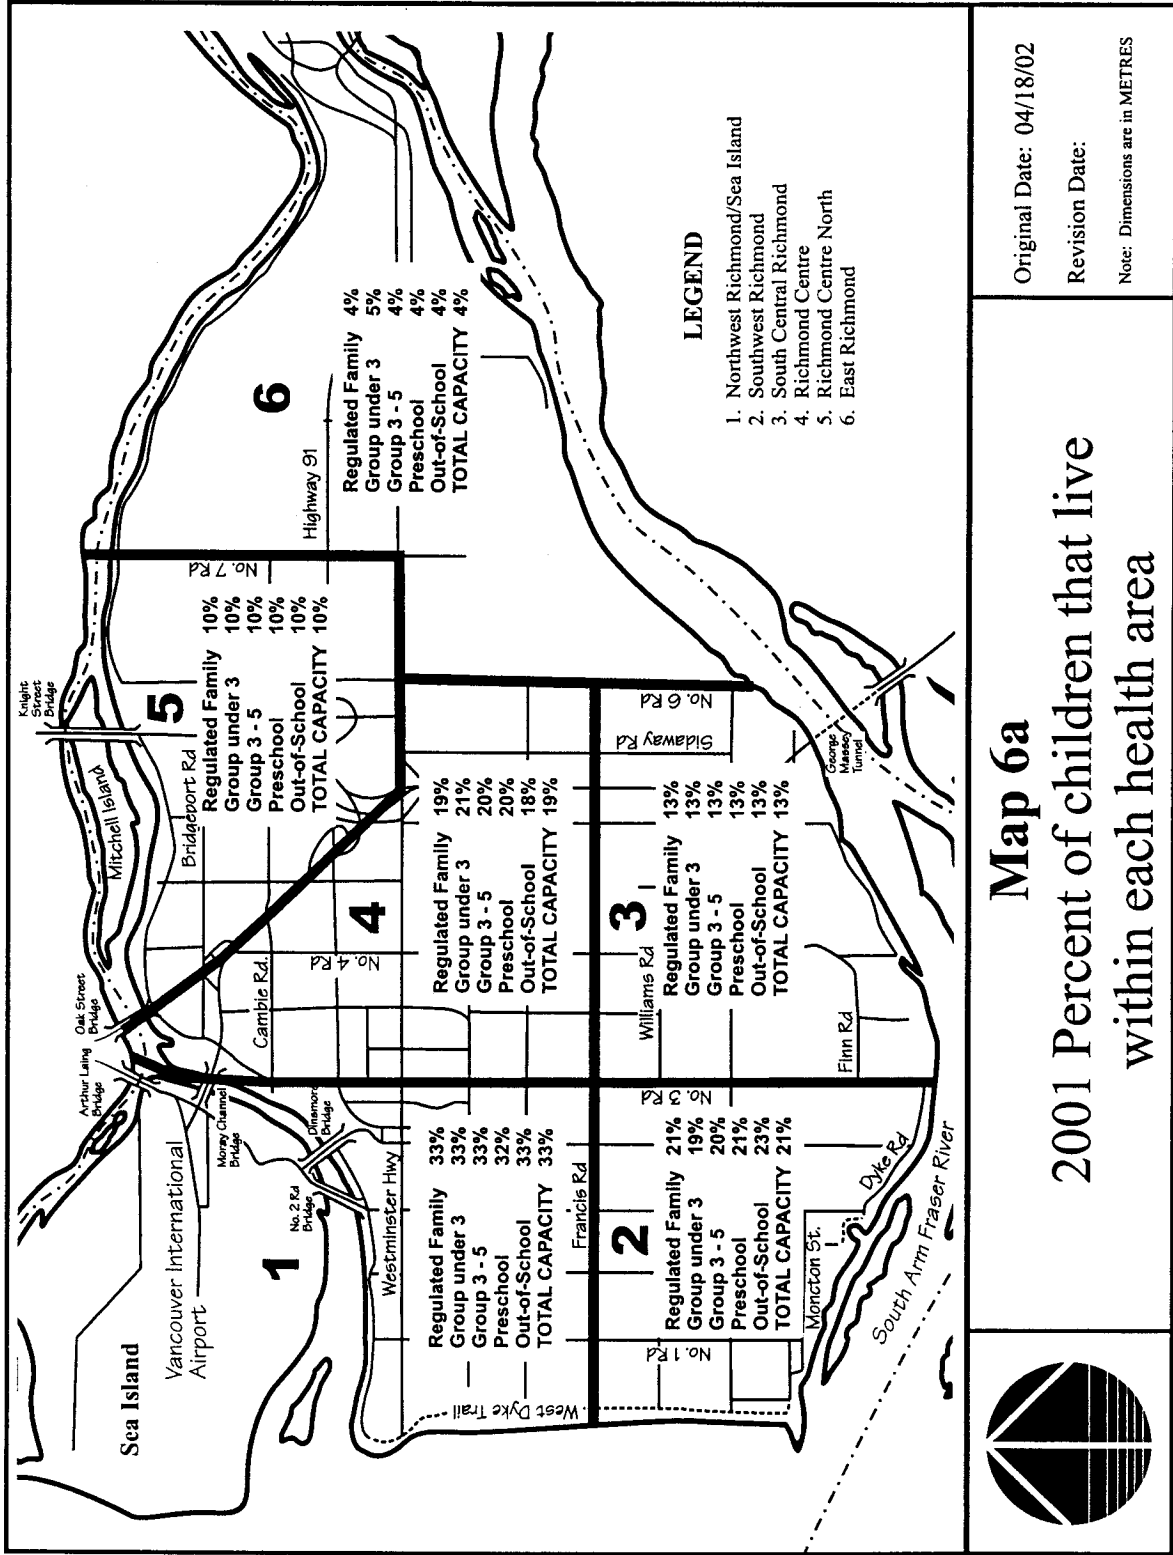 Sea Island
Vancouver International
Airport
Arthur Laing
Bridge
Oak Street
Bridge
Moray Channel
Bridge
No. 2 Rd
Bridge
Dinsmore
Bridge
Mitchell Island
Knight
Street
Bridge
Bridgeport Rd
Cambie Rd.
No. 4 Rd
No. 7 Rd
Highway 91
Westminster Hwy
1
Regulated Family 33%
Group under 3 33%
Group 3 - 5 33%
Preschool 32%
Out-of-School 33%
TOTAL CAPACITY 33%
West Dyke Trail
Francis Rd
2
Regulated Family 21%
Group under 3 19%
Group 3 - 5 20%
Preschool 21%
Out-of-School 23%
TOTAL CAPACITY 21%
No. 1 Rd
No. 3 Rd
Moncton St.
Dyke Rd
South Arm Fraser River
3
Regulated Family 13%
Group under 3 13%
Group 3 - 5 13%
Preschool 13%
Out-of-School 13%
TOTAL CAPACITY 13%
Williams Rd
Finn Rd
Sidaway Rd
No. 6 Rd
George
Massey
Tunnel
4
Regulated Family 19%
Group under 3 21%
Group 3 - 5 20%
Preschool 20%
Out-of-School 18%
TOTAL CAPACITY 19%
5
Regulated Family 10%
Group under 3 10%
Group 3 - 5 10%
Preschool 10%
Out-of-School 10%
TOTAL CAPACITY 10%
6
Regulated Family 4%
Group under 3 5%
Group 3 - 5 4%
Preschool 4%
Out-of-School 4%
TOTAL CAPACITY 4%
LEGEND
1. Northwest Richmond/Sea Island
2. Southwest Richmond
3. South Central Richmond
4. Richmond Centre
5. Richmond Centre North
6. East Richmond
Map 6a
2001 Percent of children that live
within each health area
Original Date: 04/18/02
Revision Date:
Note: Dimensions are in METRES